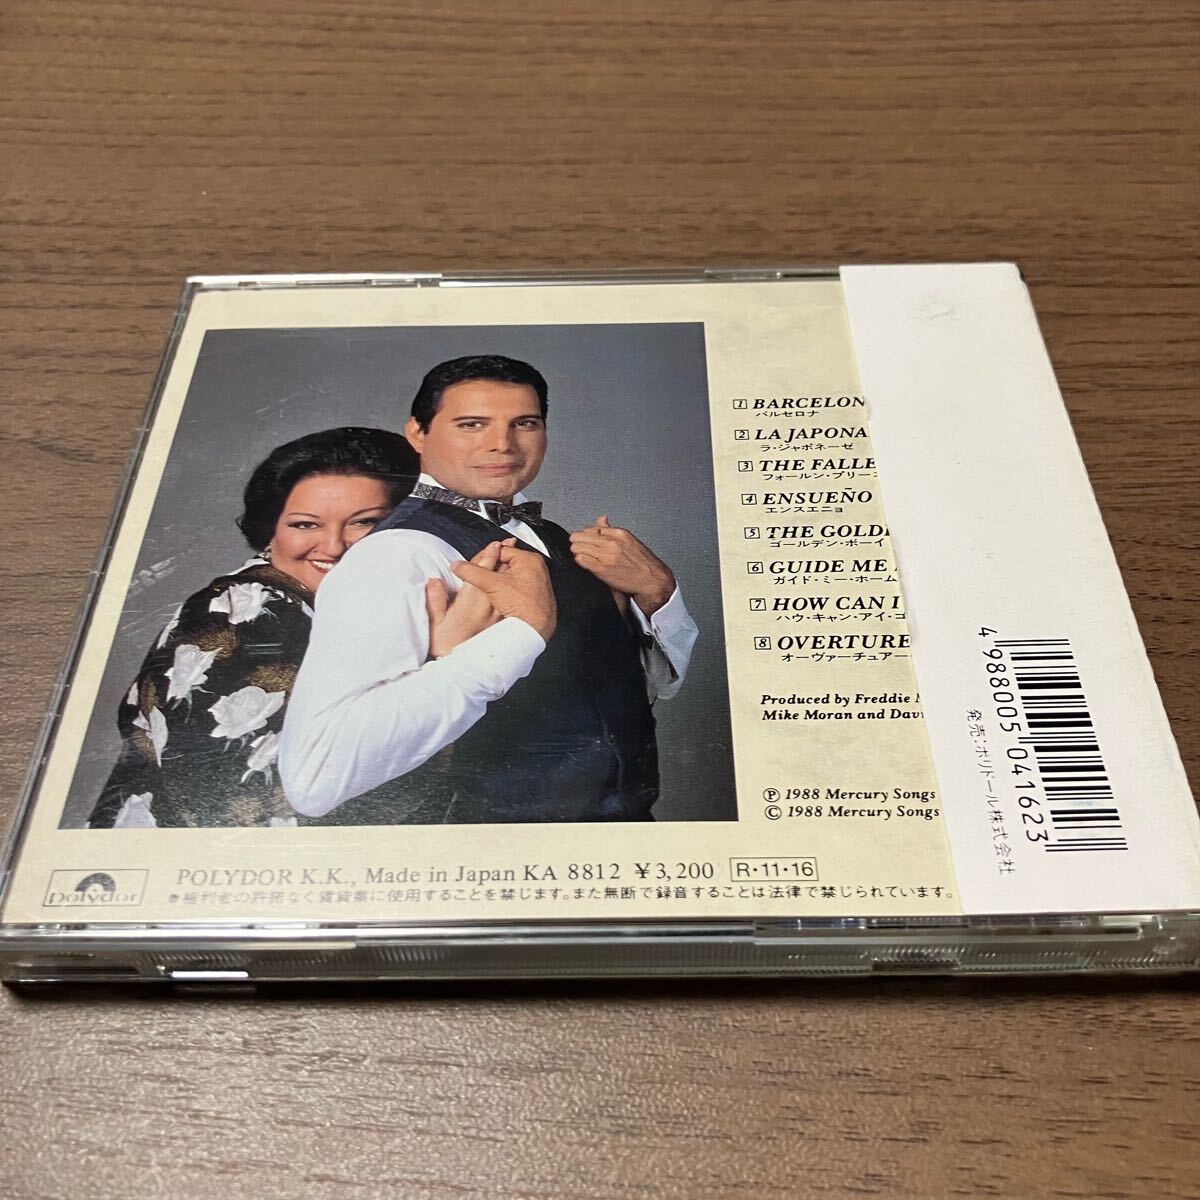 1 BARCELON
バルセロナ
2 LA JAPONA
ラ・ジャポネーゼ
3 THE FALLE
フォールン・プリース
4 ENSUEÑO
エンスエニョ
5 THE GOLDE
ゴールデン・ボーイ
6 GUIDE ME
ガイド・ミー・ホーム
7 HOW CAN I
ハウ・キャン・アイ・ゴ
8 OVERTURE
オーヴァーチュアー
Produced by Freddie M
Mike Moran and Davi
Ⓟ 1988 Mercury Songs
© 1988 Mercury Songs
Polydor
POLYDOR K.K., Made in Japan KA 8812 ¥3,200 R・11・16
●権利者の許諾なく賃貸業に使用することを禁じます。また無断で録音することは法律で禁じられています。
4 988005 041623
発売:ポリドール株式会社